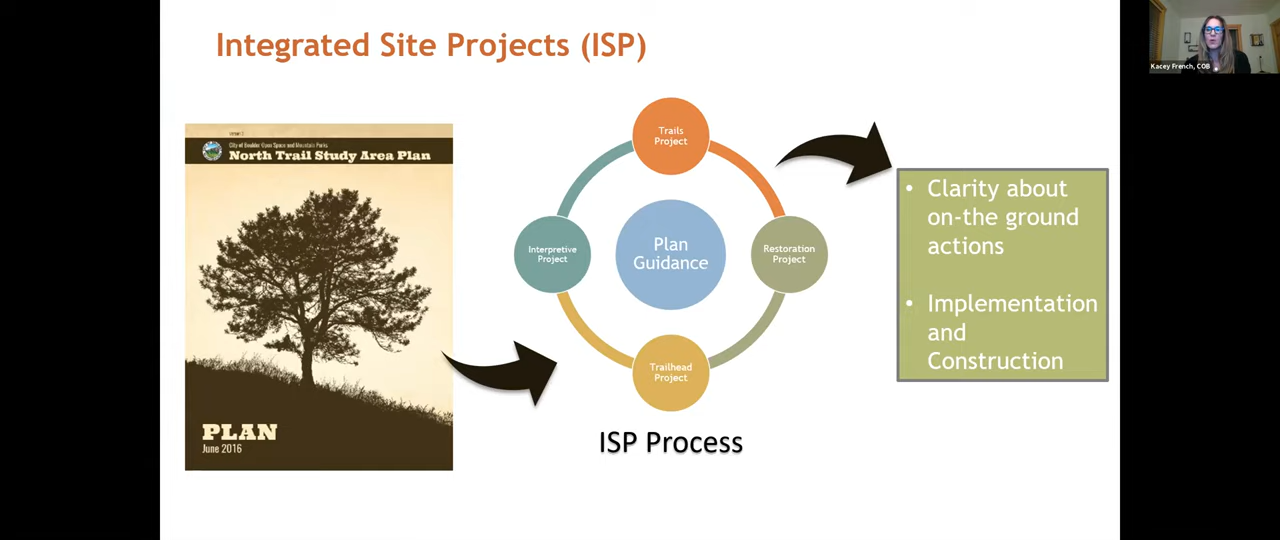 Integrated Site Projects (ISP)
Kacey French, COB
City of Boulder Open Space and Mountain Parks
North Trail Study Area Plan
PLAN
June 2016
Trails
Project
Interpretive
Project
Plan
Guidance
Restoration
Project
Trailhead
Project
ISP Process
• Clarity about
on-the ground
actions
• Implementation
and
Construction